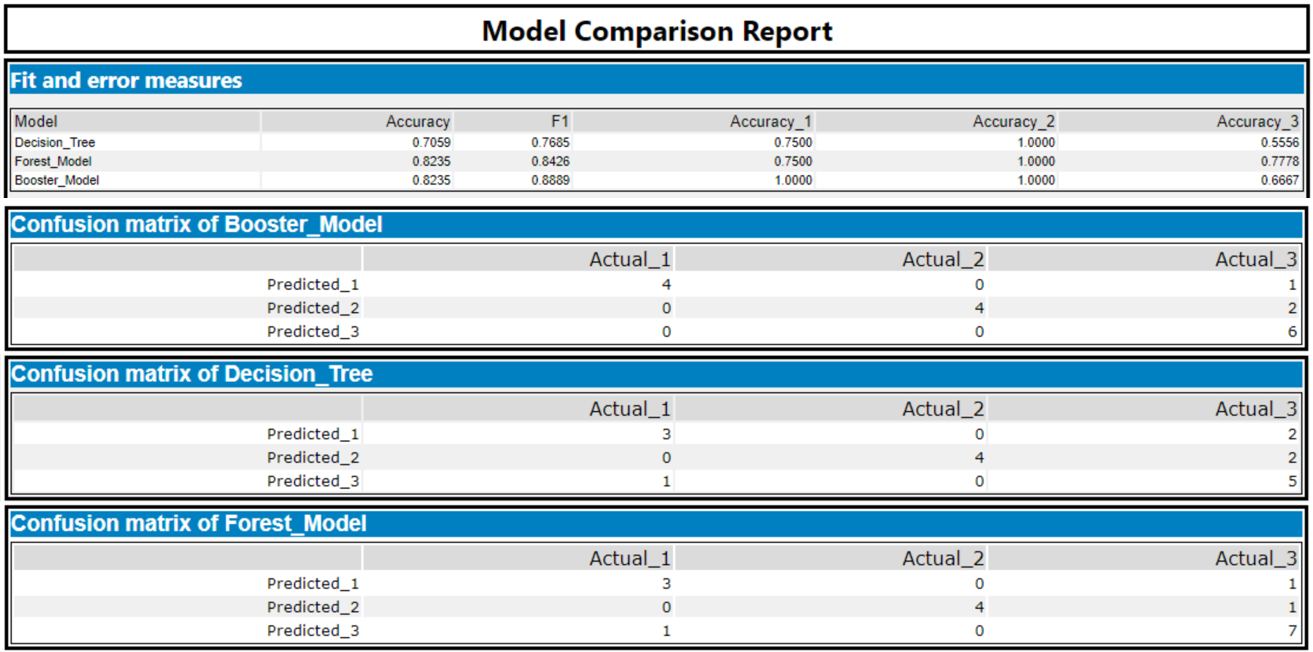 Model Comparison Report
Fit and error measures
Model Accuracy F1 Accuracy_1 Accuracy_2 Accuracy_3
Decision_Tree 0.7059 0.7685 0.7500 1.0000 0.5556
Forest_Model 0.8235 0.8426 0.7500 1.0000 0.7778
Booster_Model 0.8235 0.8889 1.0000 1.0000 0.6667
Confusion matrix of Booster_Model
Actual_1 Actual_2 Actual_3
Predicted_1 4 0 1
Predicted_2 0 4 2
Predicted_3 0 0 6
Confusion matrix of Decision_Tree
Actual_1 Actual_2 Actual_3
Predicted_1 3 0 2
Predicted_2 0 4 2
Predicted_3 1 0 5
Confusion matrix of Forest_Model
Actual_1 Actual_2 Actual_3
Predicted_1 3 0 1
Predicted_2 0 4 1
Predicted_3 1 0 7